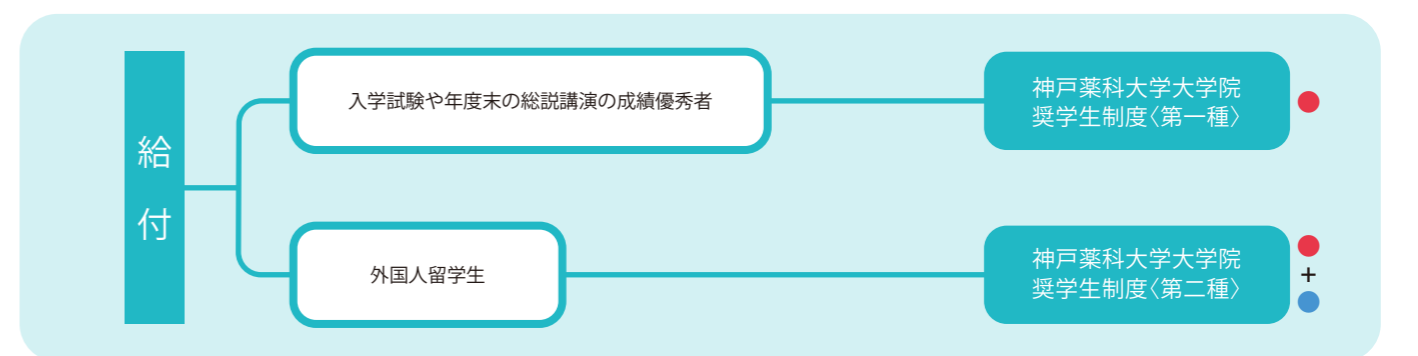 給付
入学試験や年度末の総説講演の成績優秀者
神戸薬科大学大学院
奨学生制度〈第一種〉
外国人留学生
神戸薬科大学大学院
奨学生制度〈第二種〉
+